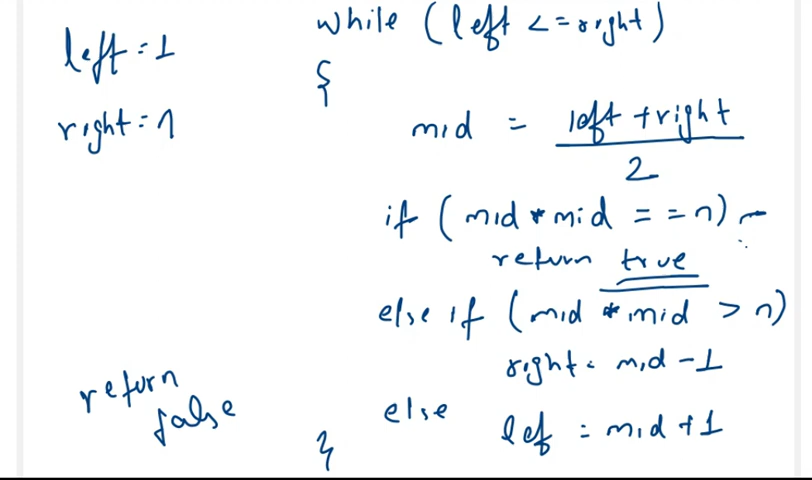 left = 1
right = n
while (left <= right)
{
mid = left + right
2
if (mid * mid == n)
return true
else if (mid * mid > n)
right = mid - 1
else
left = mid + 1
}
return
false